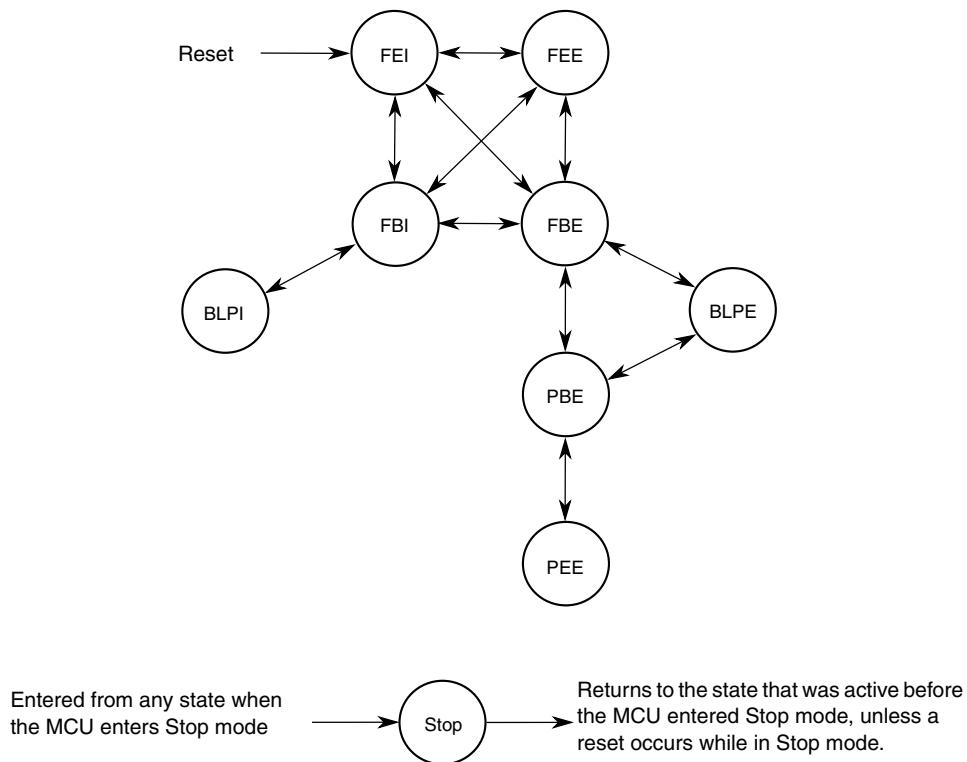 Reset
FEI
FEE
FBI
FBE
BLPI
BLPE
PBE
PEE
Entered from any state when
the MCU enters Stop mode
Stop
Returns to the state that was active before
the MCU entered Stop mode, unless a
reset occurs while in Stop mode.